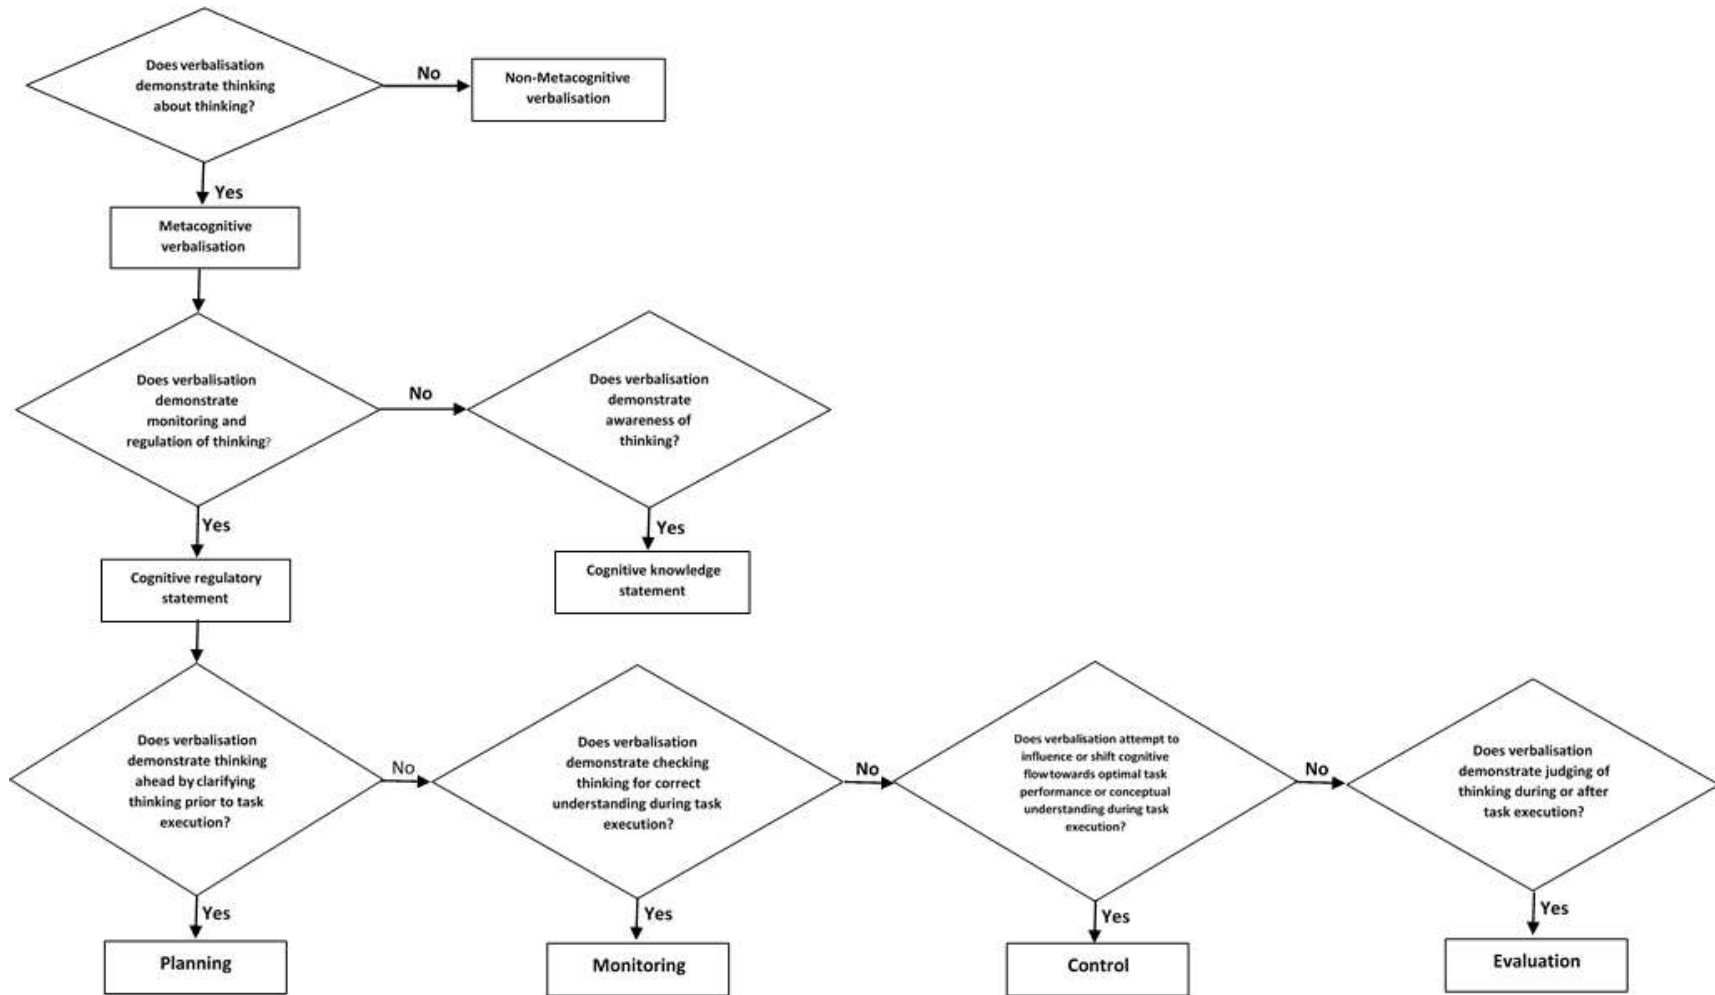 Does verbalisation
demonstrate thinking
about thinking?
No
Non-Metacognitive
verbalisation
Yes
Metacognitive
verbalisation
Does verbalisation
demonstrate
monitoring and
regulation of thinking?
No
Does verbalisation
demonstrate
awareness of
thinking?
Yes
Yes
Cognitive regulatory
statement
Cognitive knowledge
statement
Does verbalisation
demonstrate thinking
ahead by clarifying
thinking prior to task
execution?
No
Does verbalisation
demonstrate checking
thinking for correct
understanding during task
execution?
No
Does verbalisation attempt to
influence or shift cognitive
flow towards optimal task
performance or conceptual
understanding during task
execution?
No
Does verbalisation
demonstrate judging of
thinking during or after
task execution?
Yes
Yes
Yes
Yes
Planning
Monitoring
Control
Evaluation